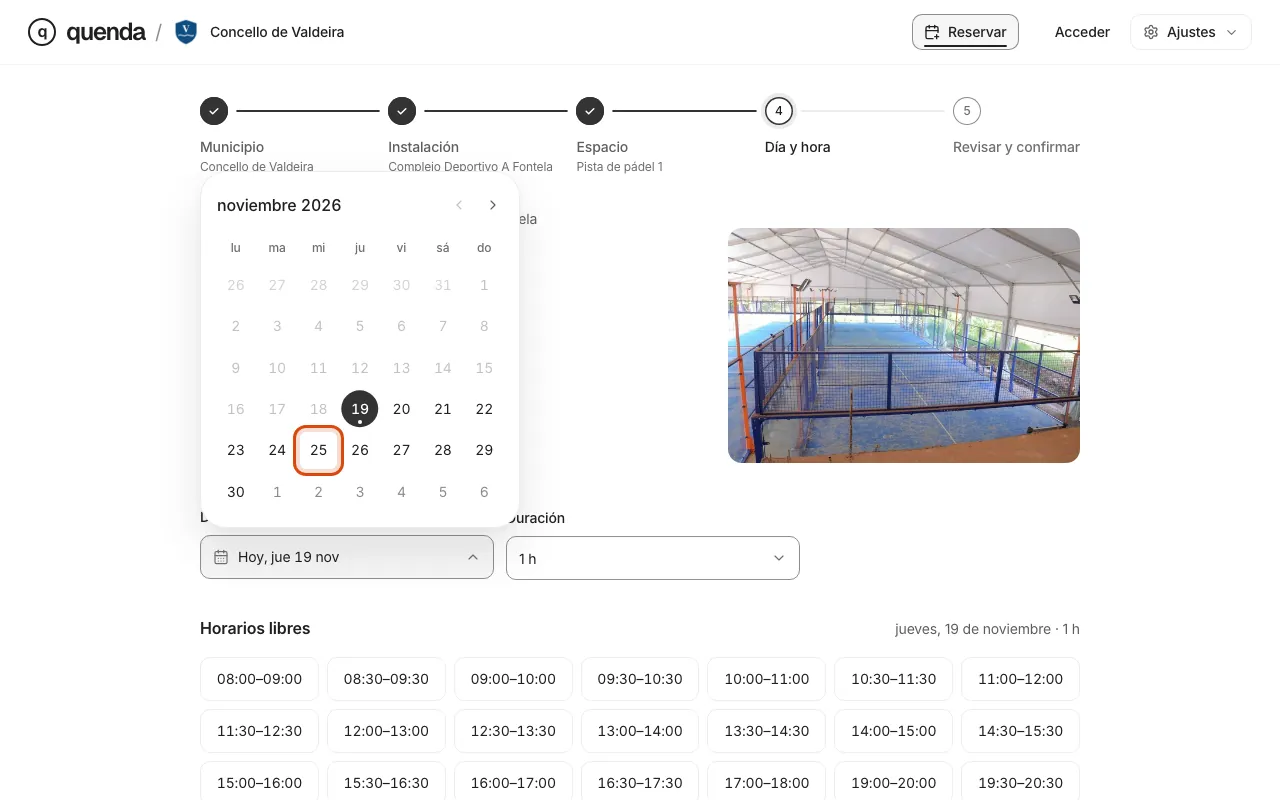 q quenda / V Concello de Valdeira Reservar Acceder Ajustes
4 5
Municipio Instalación Espacio Día y hora Revisar y confirmar
Concello de Valdeira Complejo Deportivo A Fontela Pista de pádel 1
noviembre 2026
ela
lu ma mi ju vi sá do
26 27 28 29 30 31 1
2 3 4 5 6 7 8
9 10 11 12 13 14 15
16 17 18 19 20 21 22
23 24 25 26 27 28 29
30 1 2 3 4 5 6
Duración
Hoy, jue 19 nov 1 h
Horarios libres jueves, 19 de noviembre · 1 h
08:00–09:00 08:30–09:30 09:00–10:00 09:30–10:30 10:00–11:00 10:30–11:30 11:00–12:00
11:30–12:30 12:00–13:00 12:30–13:30 13:00–14:00 13:30–14:30 14:00–15:00 14:30–15:30
15:00–16:00 15:30–16:30 16:00–17:00 16:30–17:30 17:00–18:00 19:00–20:00 19:30–20:30